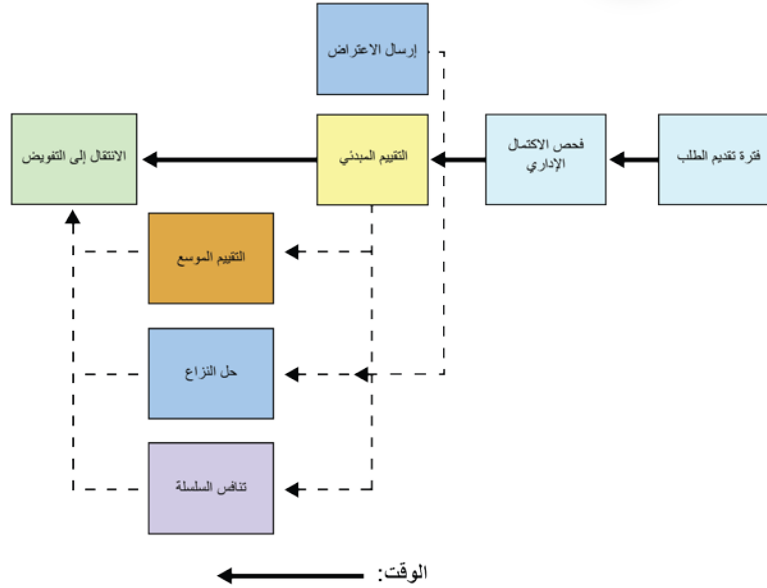 إرسال الاعتراض
فترة تقديم الطلب
فحص الاكتمال
الإداري
التقييم المبدئي
الانتقال إلى التفويض
التقييم الموسع
حل النزاع
تنافس السلسلة
الوقت: